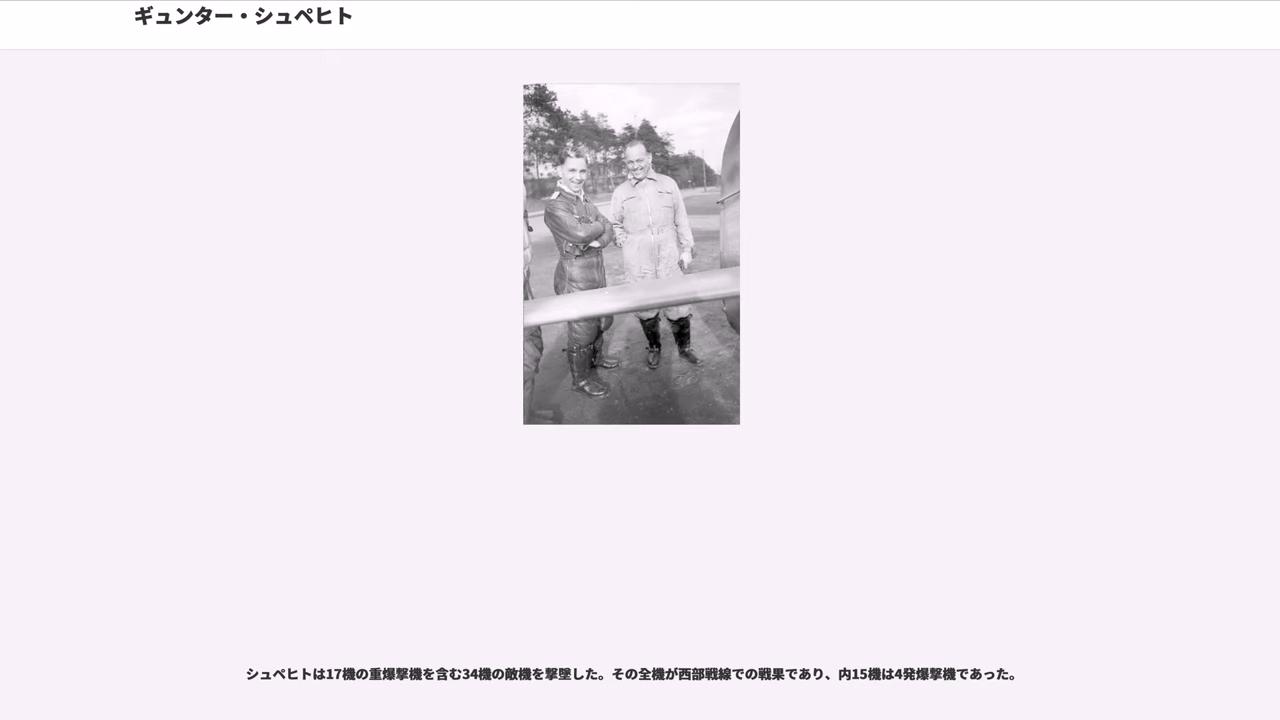 ギュンター・シュペヒト
シュペヒトは17機の重爆撃機を含む34機の敵機を撃墜した。その全機が西部戦線での戦果であり、内15機は4発爆撃機であった。